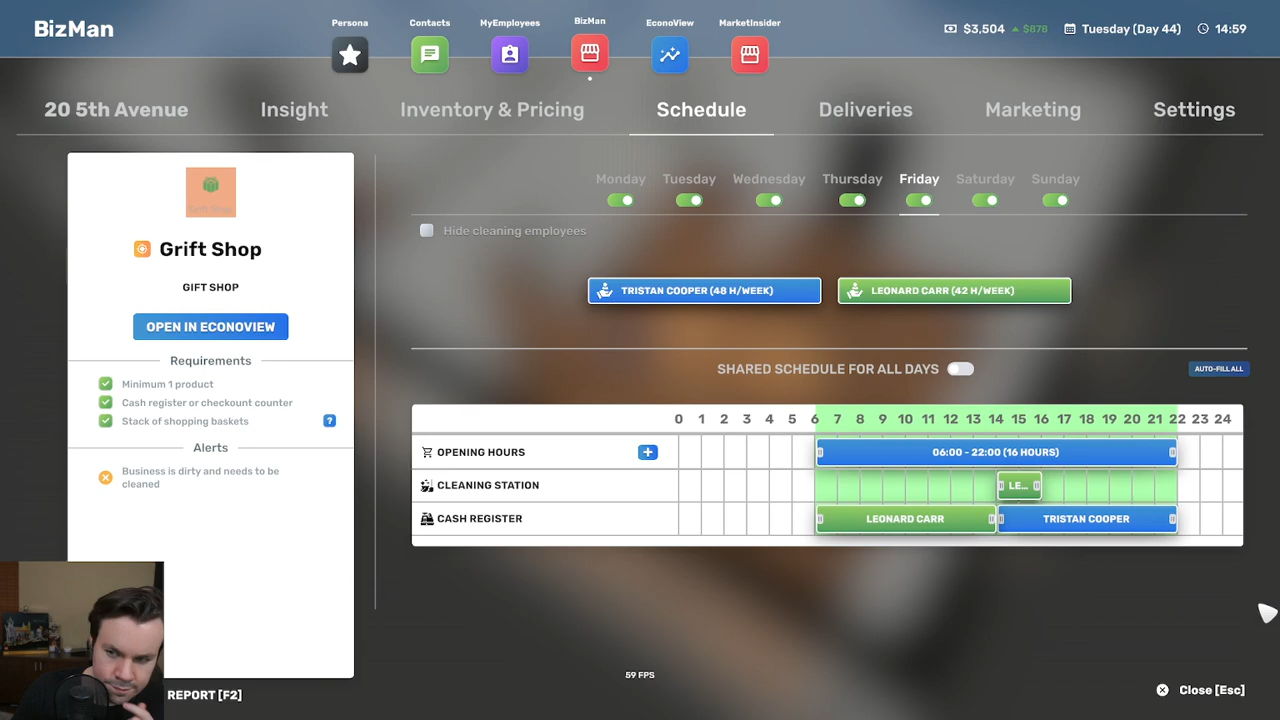 BizMan
Persona
Contacts
MyEmployees
BizMan
EconoView
MarketInsider
$3,504
$878
Tuesday (Day 44)
14:59
20 5th Avenue
Insight
Inventory & Pricing
Schedule
Deliveries
Marketing
Settings
Grift Shop
Grift Shop
GIFT SHOP
OPEN IN ECONOVIEW
Requirements
Minimum 1 product
Cash register or checkount counter
Stack of shopping baskets
?
Alerts
Business is dirty and needs to be
cleaned
REPORT [F2]
Monday
Tuesday
Wednesday
Thursday
Friday
Saturday
Sunday
Hide cleaning employees
TRISTAN COOPER (48 H/WEEK)
LEONARD CARR (42 H/WEEK)
SHARED SCHEDULE FOR ALL DAYS
AUTO-FILL ALL
0 1 2 3 4 5 6 7 8 9 10 11 12 13 14 15 16 17 18 19 20 21 22 23 24
OPENING HOURS
06:00 - 22:00 (16 HOURS)
CLEANING STATION
LE...
CASH REGISTER
LEONARD CARR
TRISTAN COOPER
59 FPS
Close [Esc]